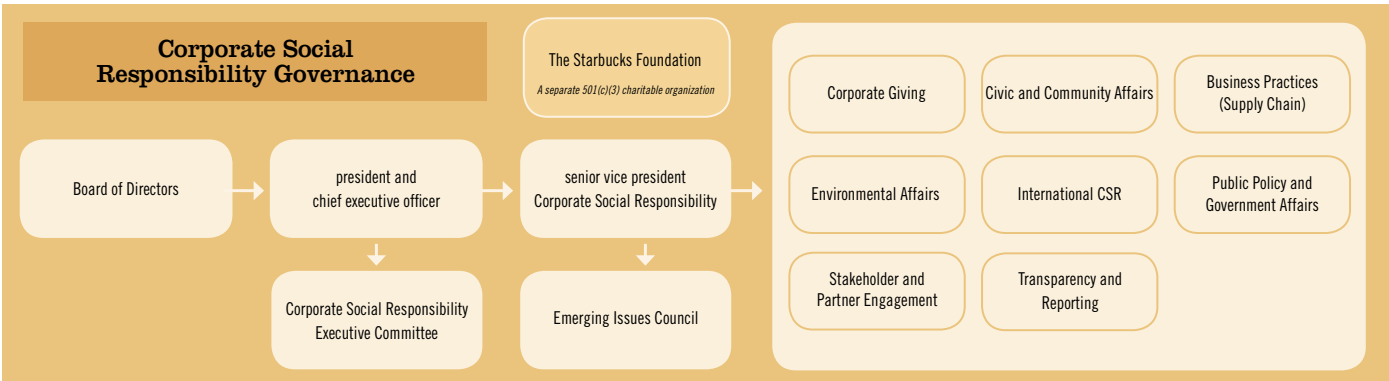 Corporate Social
Responsibility Governance
The Starbucks Foundation
A separate 501(c)(3) charitable organization
Board of Directors
president and
chief executive officer
senior vice president
Corporate Social Responsibility
Corporate Social Responsibility
Executive Committee
Emerging Issues Council
Corporate Giving
Civic and Community Affairs
Business Practices
(Supply Chain)
Environmental Affairs
International CSR
Public Policy and
Government Affairs
Stakeholder and
Partner Engagement
Transparency and
Reporting